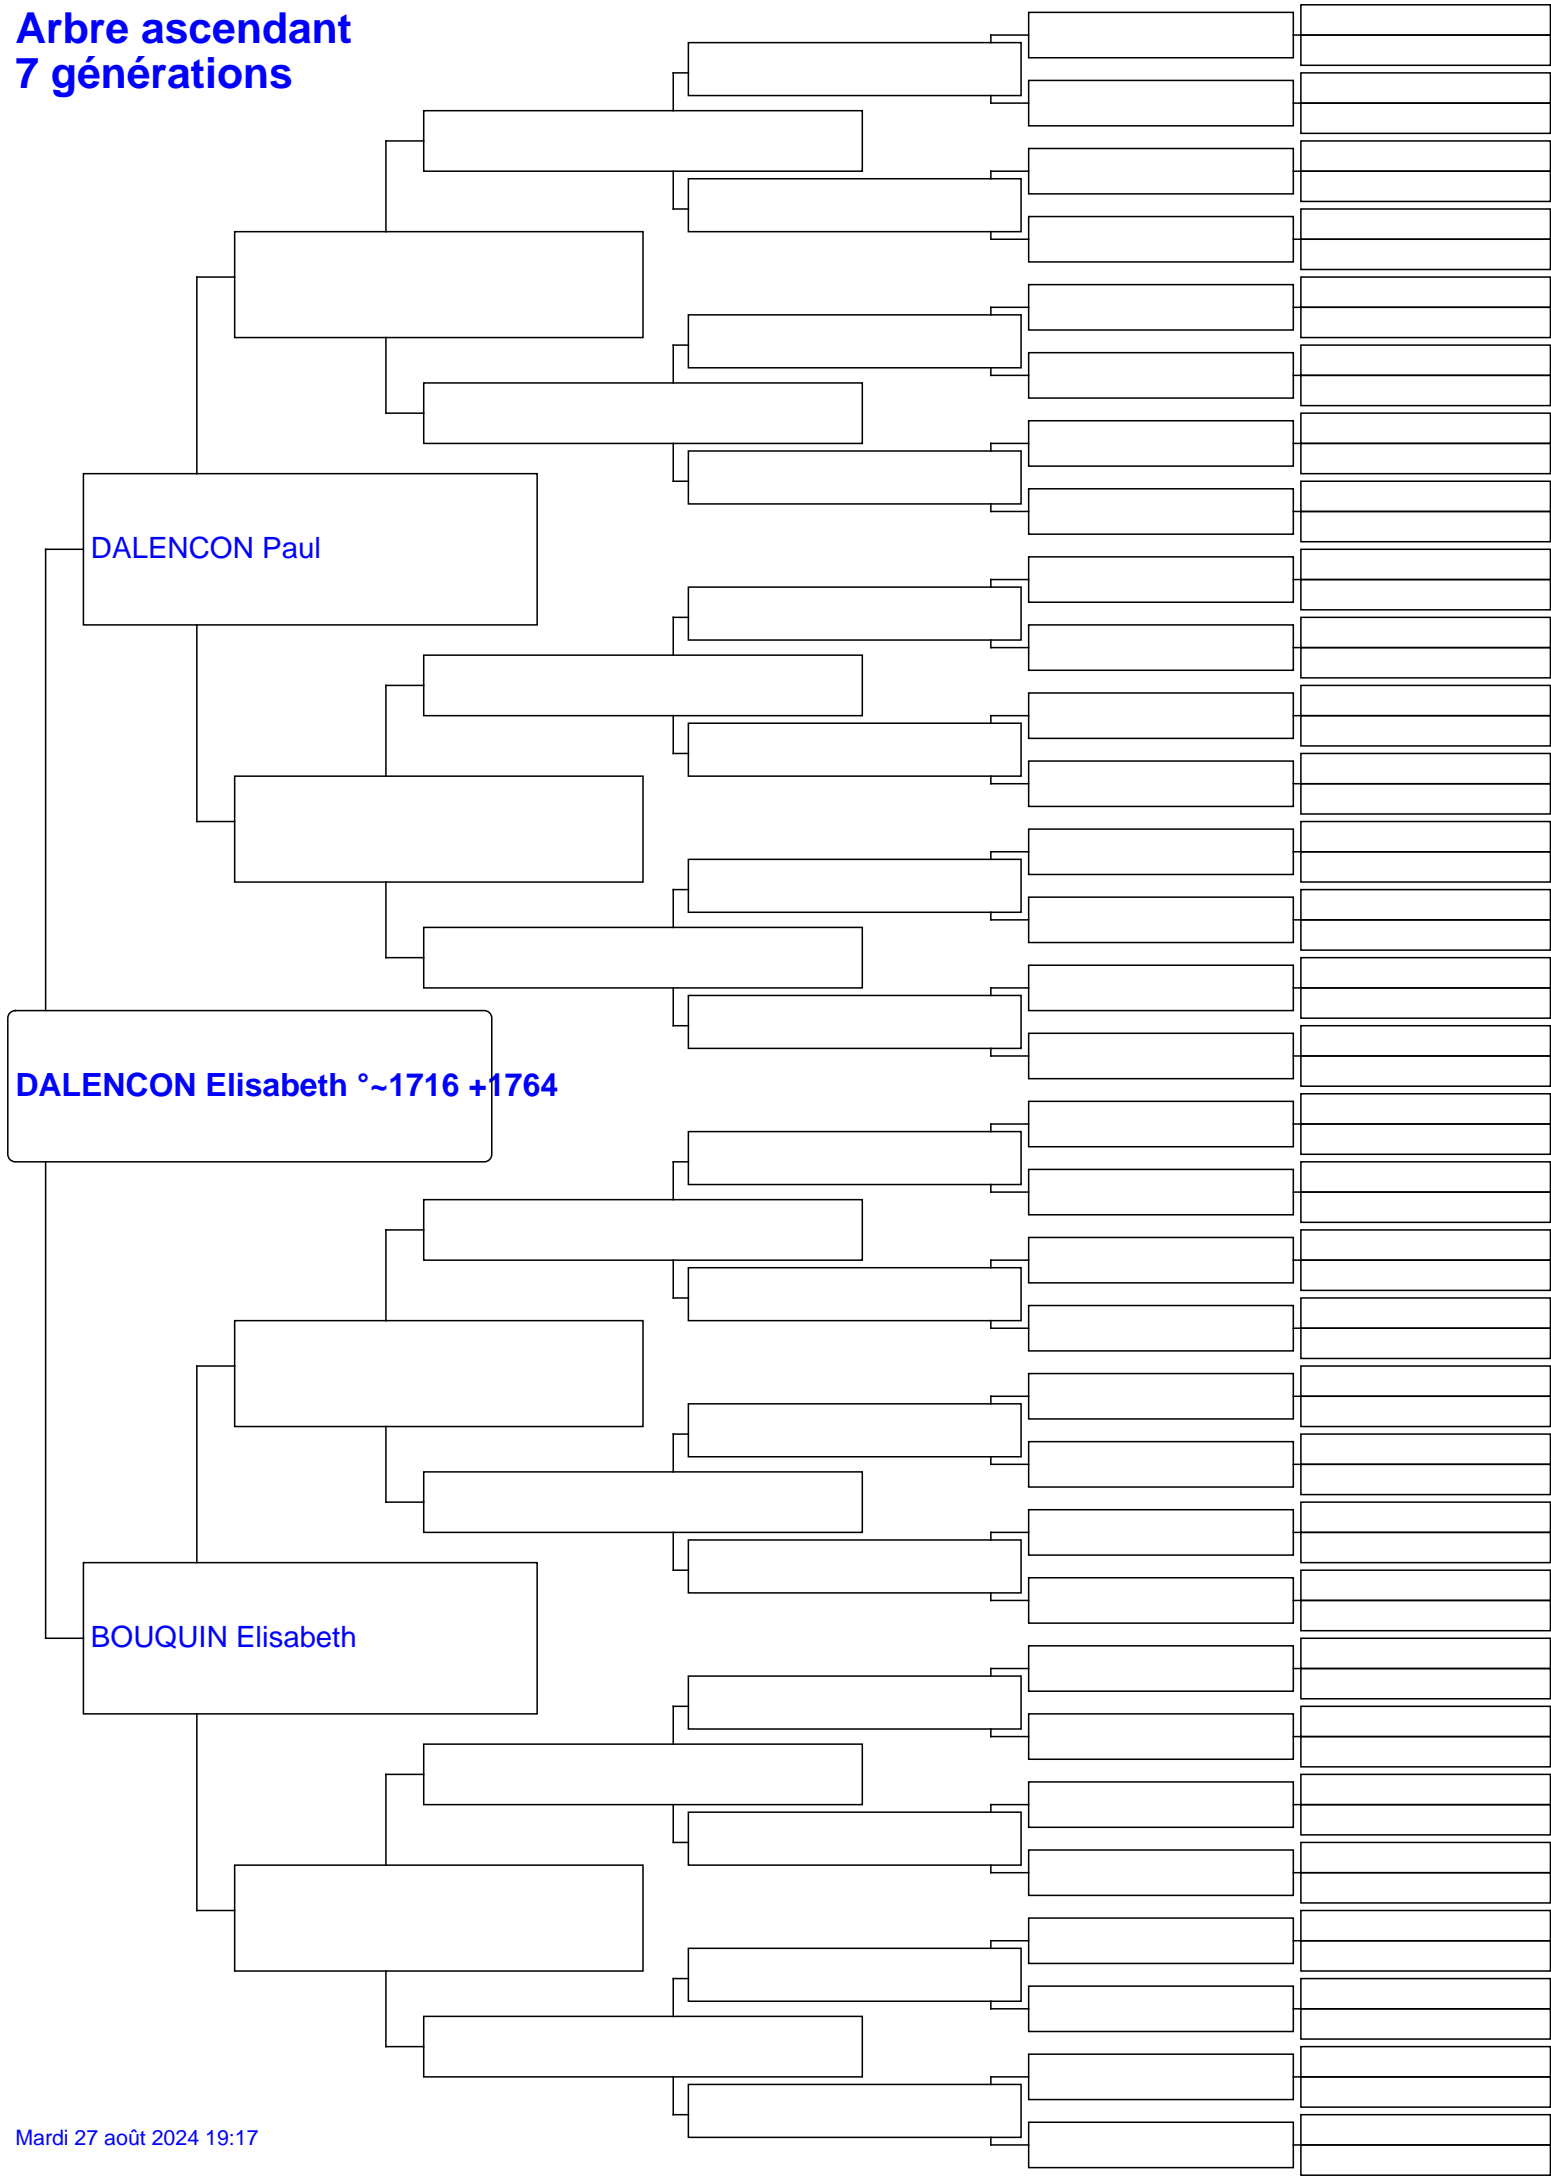 Arbre ascendant
7 générations
DALENCON Paul
DALENCON Elisabeth °~1716 +1764
BOUQUIN Elisabeth
Mardi 27 août 2024 19:17